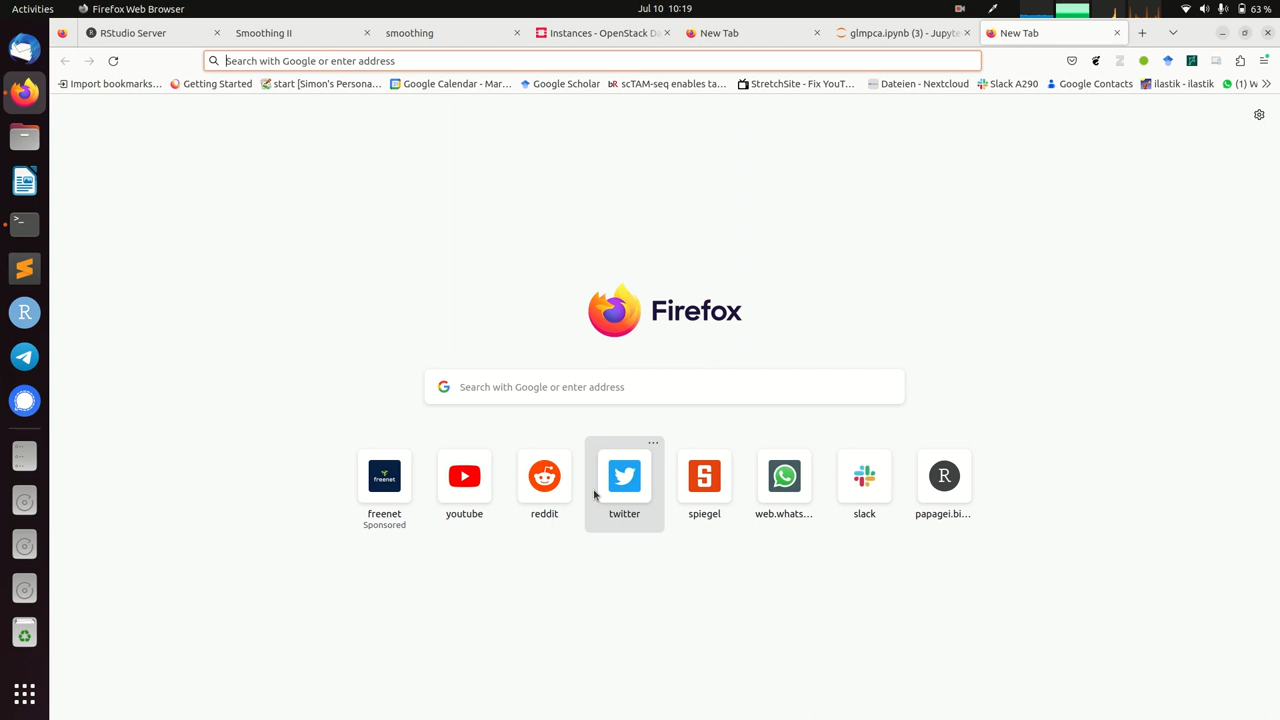 Activities Firefox Web Browser Jul 10 10:19 63 %
RStudio Server Smoothing II smoothing Instances - OpenStack Da New Tab glmpca.ipynb (3) - Jupyte New Tab
Search with Google or enter address
Import bookmarks... Getting Started start [Simon's Persona... Google Calendar - Mar... Google Scholar bR scTAM-seq enables ta... StretchSite - Fix YouT... Dateien - Nextcloud Slack A290 Google Contacts ilastik - ilastik (1) W
Firefox
Search with Google or enter address
freenet youtube reddit twitter spiegel web.whats... slack papagei.bi...
Sponsored